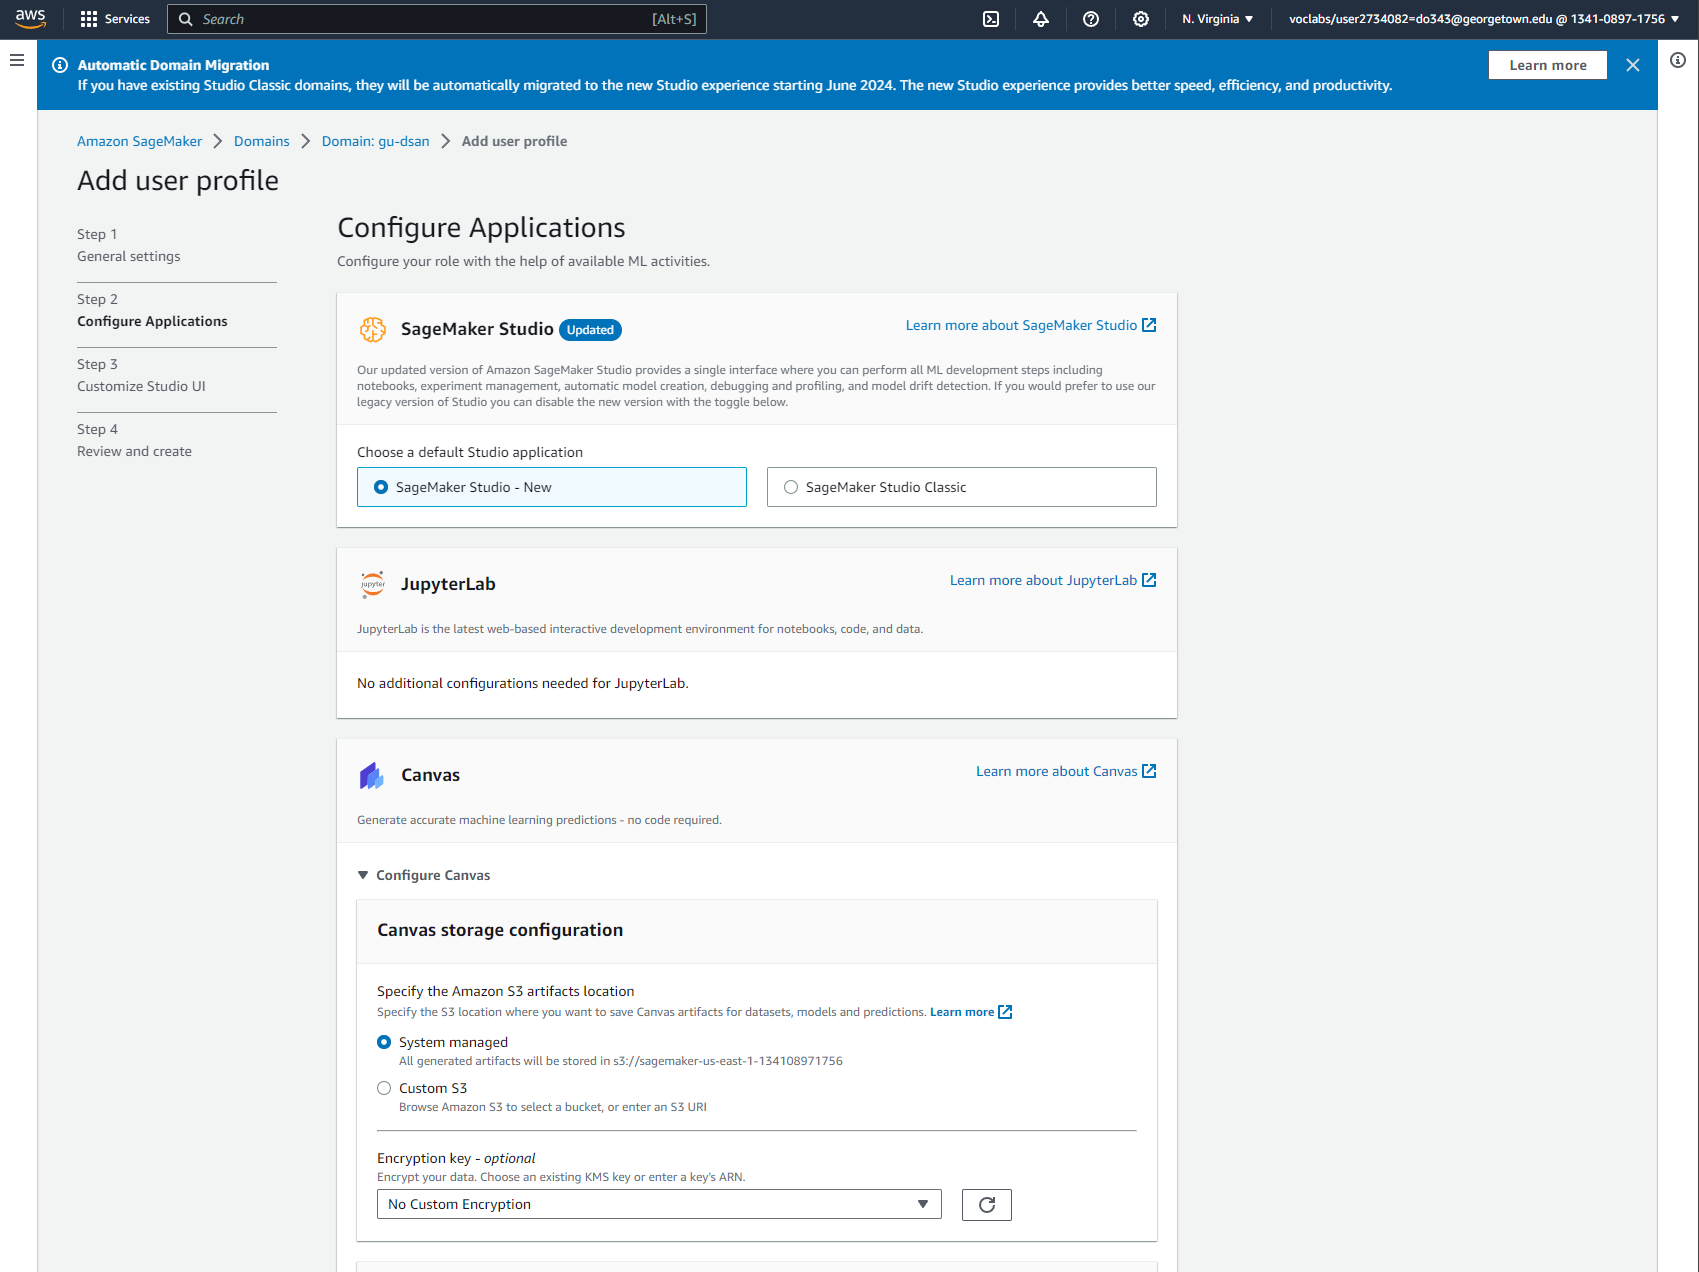 aws
Services
Search
[Alt+S]
N. Virginia
voclabs/user2734082=do343@georgetown.edu @ 1341-0897-1756
Automatic Domain Migration
If you have existing Studio Classic domains, they will be automatically migrated to the new Studio experience starting June 2024. The new Studio experience provides better speed, efficiency, and productivity.
Learn more
Amazon SageMaker
Domains
Domain: gu-dsan
Add user profile
Add user profile
Step 1
General settings
Step 2
Configure Applications
Step 3
Customize Studio UI
Step 4
Review and create
Configure Applications
Configure your role with the help of available ML activities.
SageMaker Studio
Updated
Learn more about SageMaker Studio
Our updated version of Amazon SageMaker Studio provides a single interface where you can perform all ML development steps including
notebooks, experiment management, automatic model creation, debugging and profiling, and model drift detection. If you would prefer to use our
legacy version of Studio you can disable the new version with the toggle below.
Choose a default Studio application
SageMaker Studio - New
SageMaker Studio Classic
jupyter
JupyterLab
Learn more about JupyterLab
JupyterLab is the latest web-based interactive development environment for notebooks, code, and data.
No additional configurations needed for JupyterLab.
Canvas
Learn more about Canvas
Generate accurate machine learning predictions - no code required.
Configure Canvas
Canvas storage configuration
Specify the Amazon S3 artifacts location
Specify the S3 location where you want to save Canvas artifacts for datasets, models and predictions. Learn more
System managed
All generated artifacts will be stored in s3://sagemaker-us-east-1-134108971756
Custom S3
Browse Amazon S3 to select a bucket, or enter an S3 URI
Encryption key - optional
Encrypt your data. Choose an existing KMS key or enter a key's ARN.
No Custom Encryption